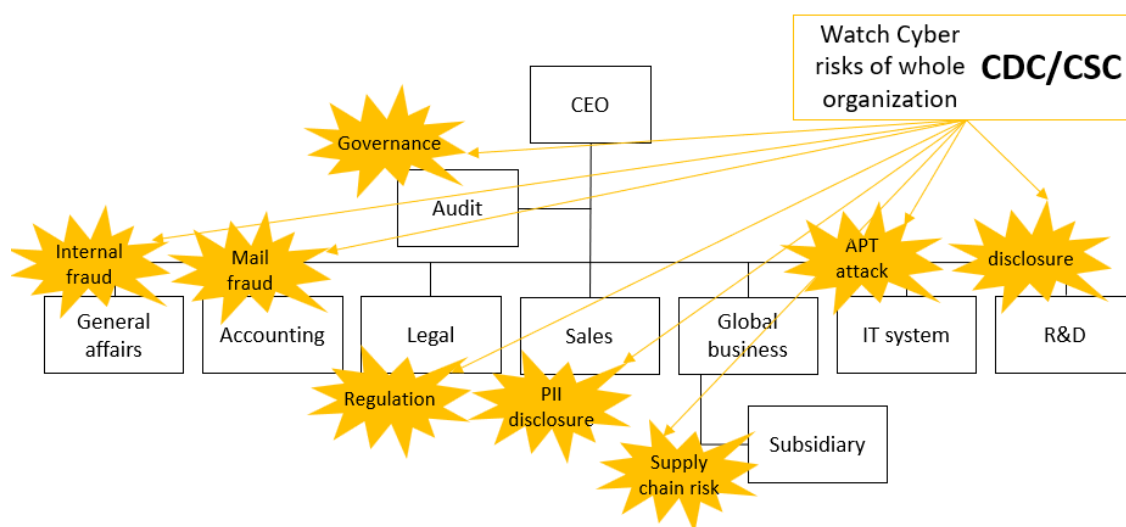 Watch Cyber
risks of whole
organization
CDC/CSC
CEO
Governance
Audit
Internal
fraud
Mail
fraud
APT
attack
disclosure
General
affairs
Accounting
Legal
Sales
Global
business
IT system
R&D
Regulation
PII
disclosure
Supply
chain risk
Subsidiary